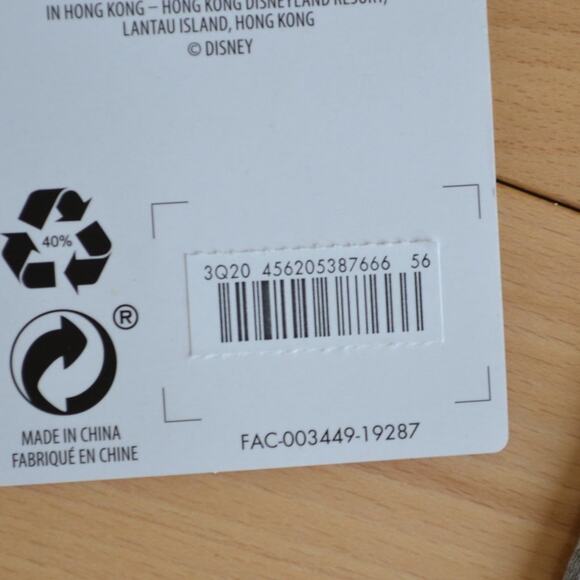 IN HONG KONG – HONG KONG DISNEYLAND RESORT,
LANTAU ISLAND, HONG KONG
© DISNEY
40%
3Q20 456205387666 56
®
MADE IN CHINA
FABRIQUÉ EN CHINE
FAC-003449-19287